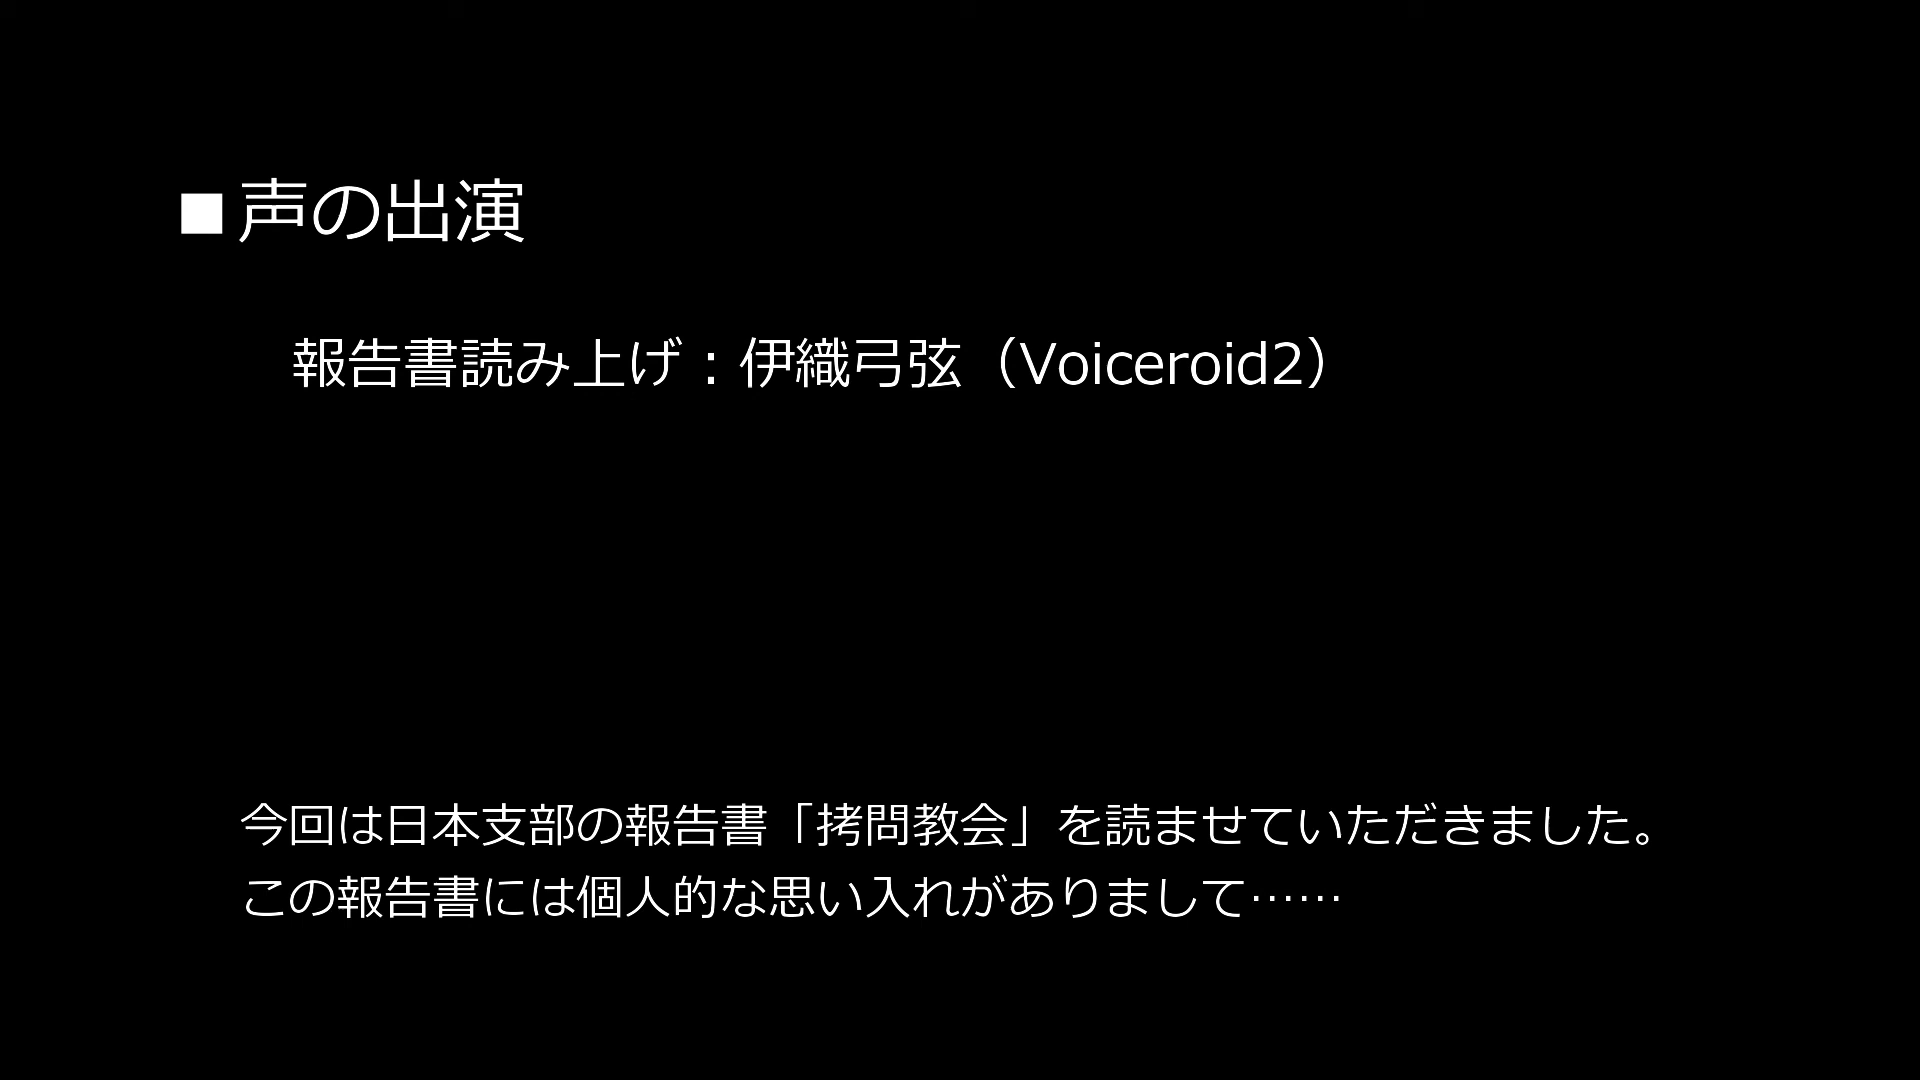 ■声の出演
報告書読み上げ：伊織弓弦（Voiceroid2）
今回は日本支部の報告書「拷問教会」を読ませていただきました。
この報告書には個人的な思い入れがありまして……